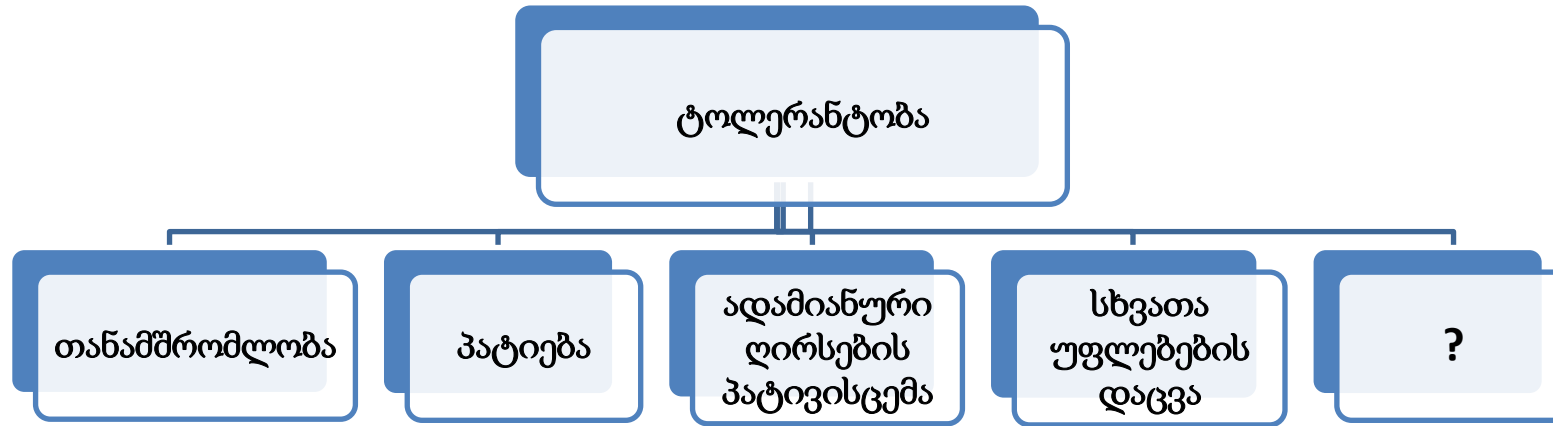 ტოლერანტობა
თანამშრომლობა
პატიება
ადამიანური
ღირსების
პატივისცემა
სხვათა
უფლებების
დაცვა
?